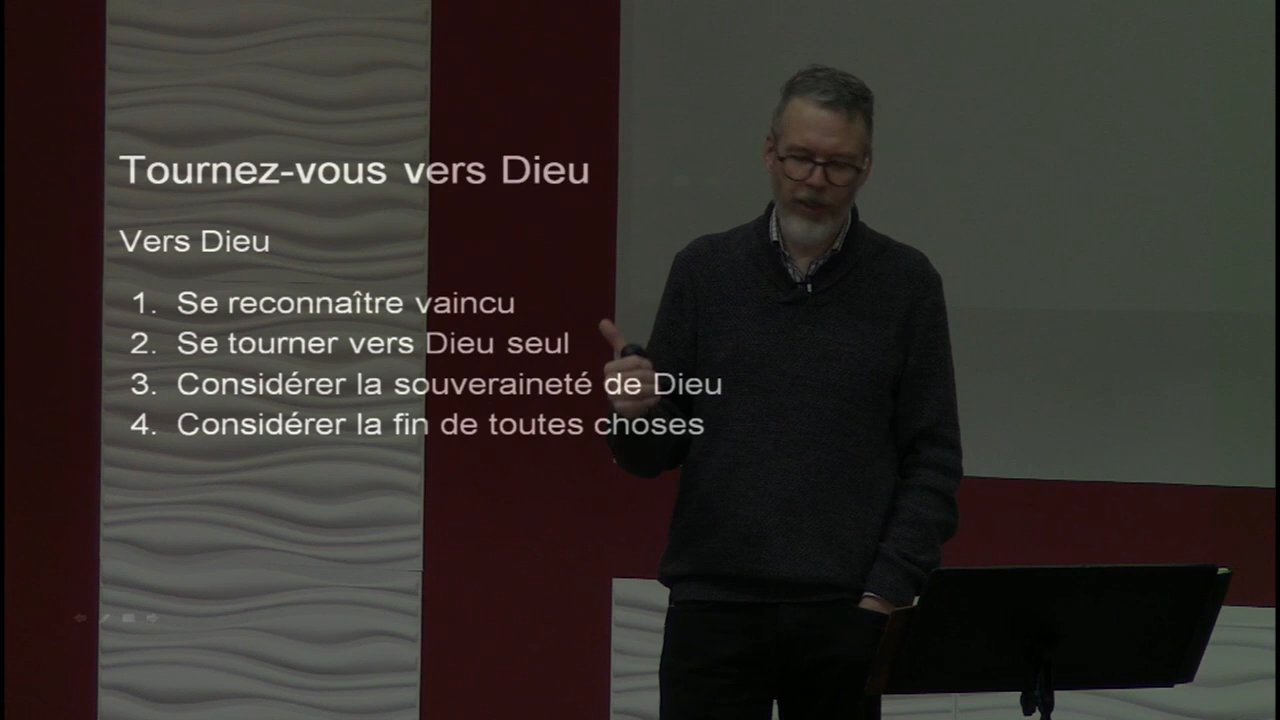 Tournez-vous vers Dieu
Vers Dieu
1. Se reconnaître vaincu
2. Se tourner vers Dieu seul
3. Considérer la souveraineté de Dieu
4. Considérer la fin de toutes choses